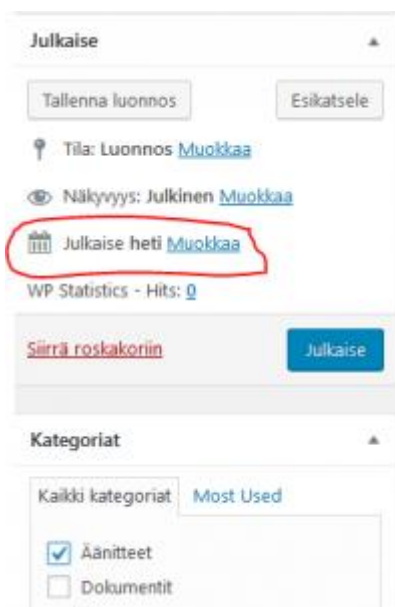 Julkaise
Tallenna luonnos Esikatsele
Tila: Luonnos Muokkaa
Näkyvyys: Julkinen Muokkaa
Julkaise heti Muokkaa
WP Statistics - Hits: 0
Siirrä roskakoriin Julkaise
Kategoriat
Kaikki kategoriat Most Used
Äänitteet
Dokumentit